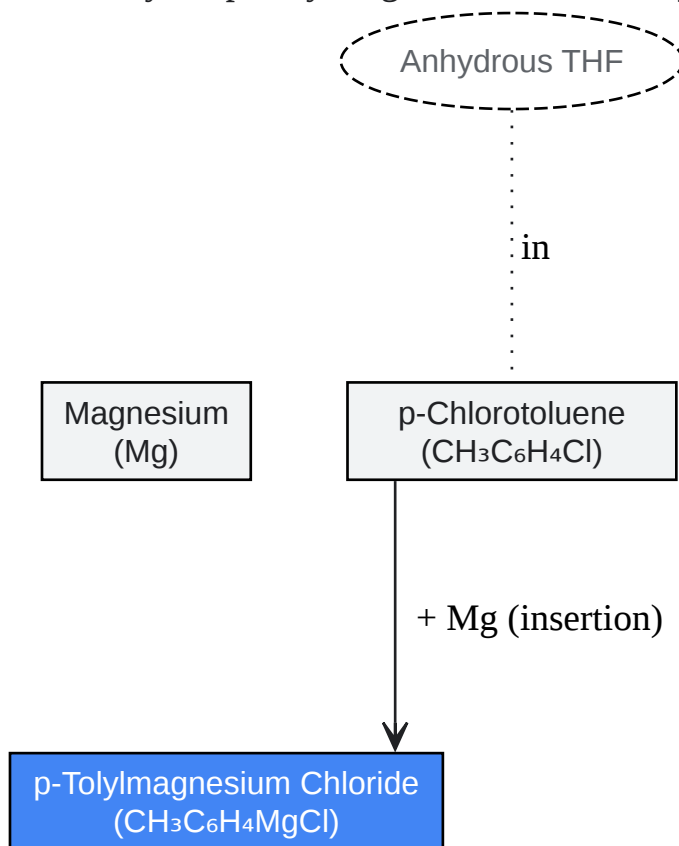 Anhydrous THF
in
Magnesium
(Mg)
p-Chlorotoluene
(CH₃C₆H₄Cl)
+ Mg (insertion)
p-Tolylmagnesium Chloride
(CH₃C₆H₄MgCl)